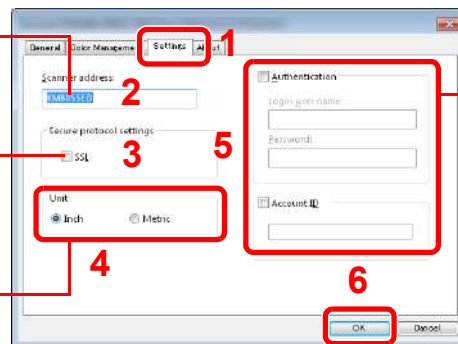 General Color Manageme Settings About 1
Scanner address:
2
Secure protocol settings
SSL
3
Unit
Inch Metric
4
5
Authentication
Login user name:
Password:
Account ID
6
OK Cancel